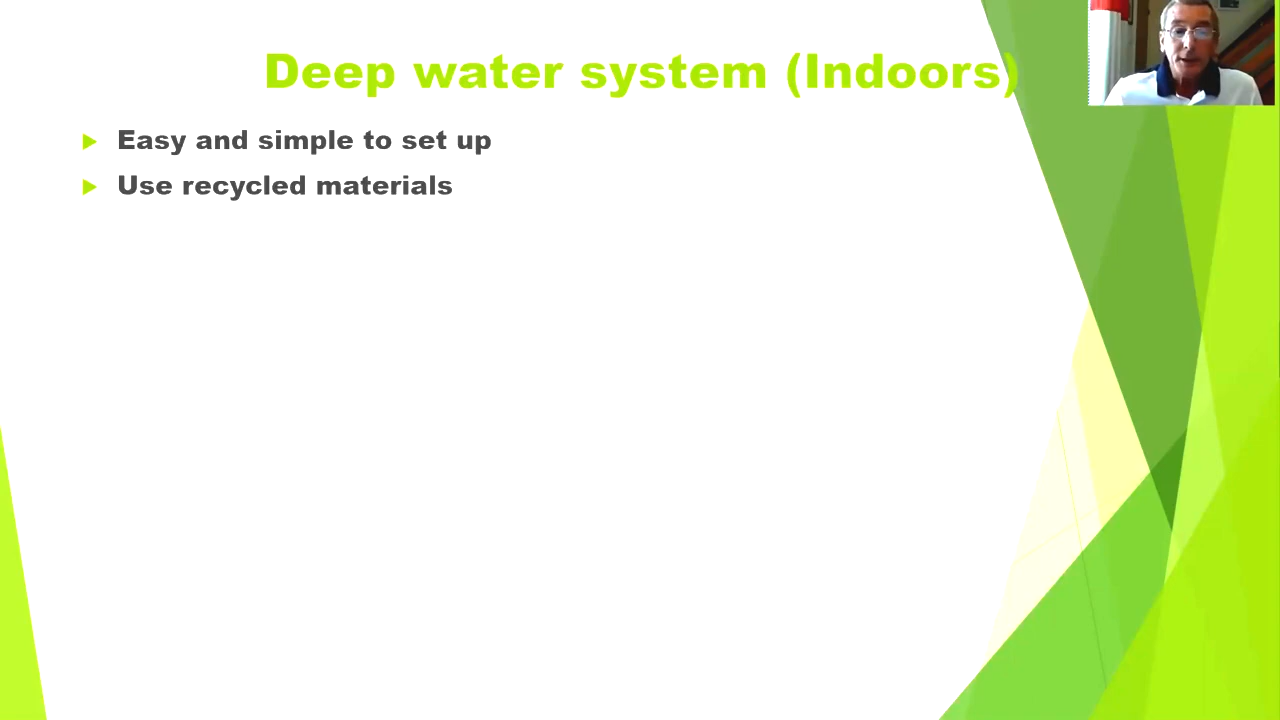 Deep water system (Indoors)
Easy and simple to set up
Use recycled materials